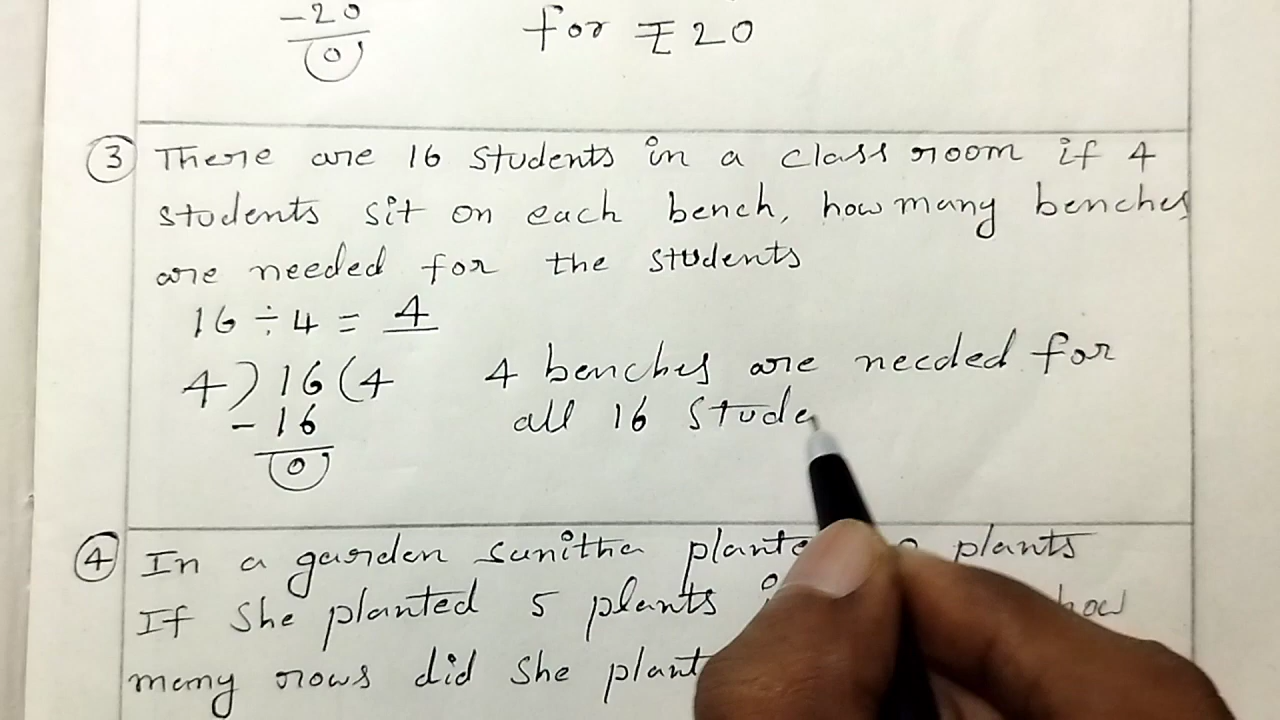 -20
0
for ₹20
3 There are 16 students in a class room if 4
students sit on each bench, how many benches
are needed for the students
16 ÷ 4 = 4
4 ) 16 ( 4
- 16
0
4 benches are needed for
all 16 stude
4 In a garden sunitha plants
If She planted 5 plants how
many rows did she plant